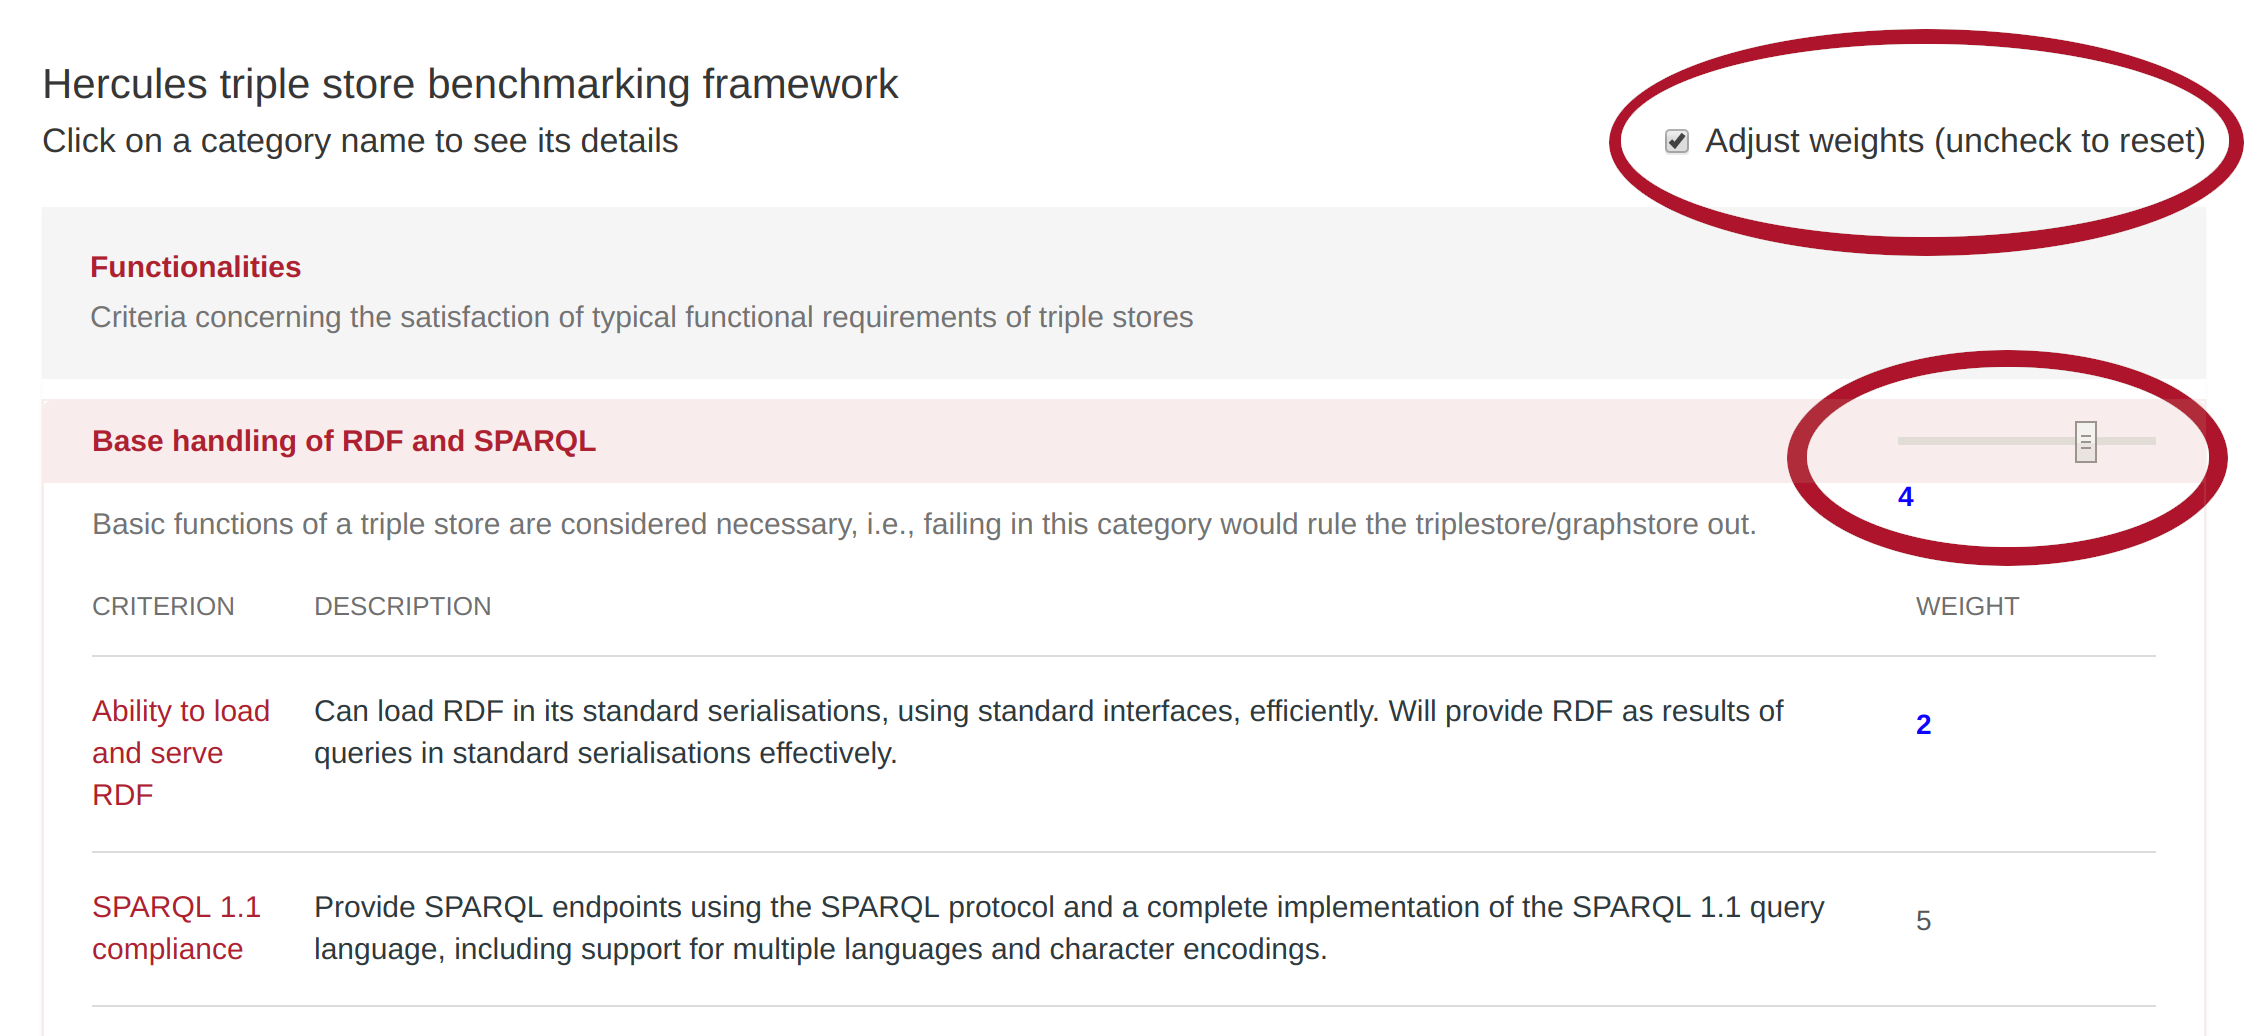 Hercules triple store benchmarking framework
Click on a category name to see its details
Adjust weights (uncheck to reset)
Functionalities
Criteria concerning the satisfaction of typical functional requirements of triple stores
Base handling of RDF and SPARQL
4
Basic functions of a triple store are considered necessary, i.e., failing in this category would rule the triplestore/graphstore out.
CRITERION DESCRIPTION WEIGHT
Ability to load
and serve
RDF
Can load RDF in its standard serialisations, using standard interfaces, efficiently. Will provide RDF as results of
queries in standard serialisations effectively.
2
SPARQL 1.1
compliance
Provide SPARQL endpoints using the SPARQL protocol and a complete implementation of the SPARQL 1.1 query
language, including support for multiple languages and character encodings.
5